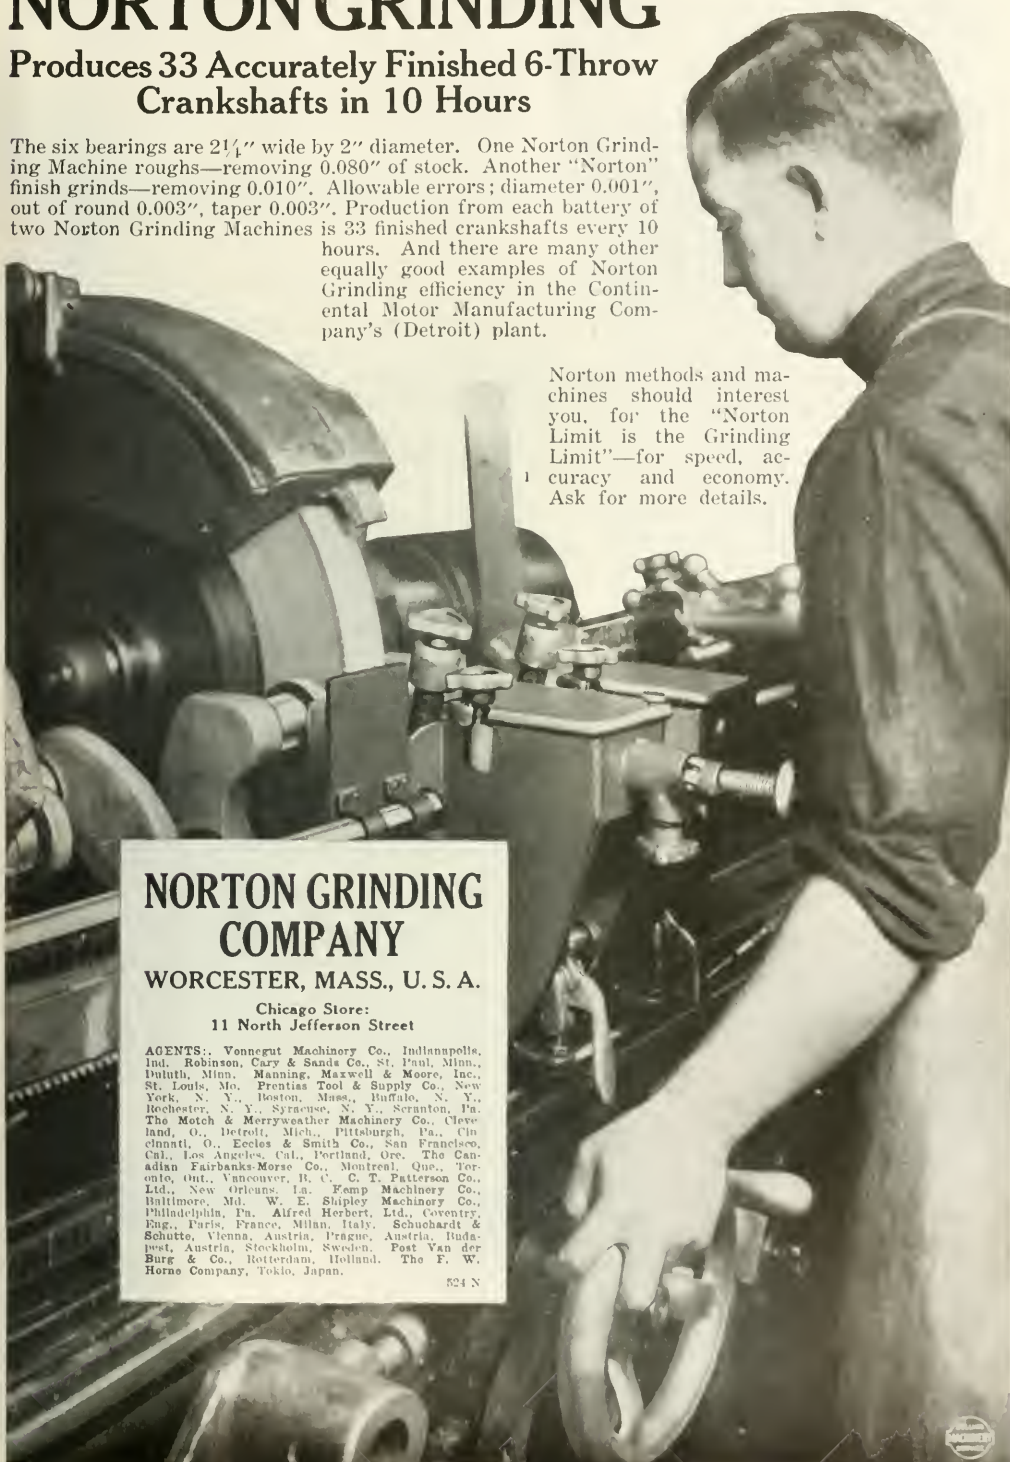 NORTON GRINDING
Produces 33 Accurately Finished 6-Throw
Crankshafts in 10 Hours
The six bearings are 2¼″ wide by 2″ diameter. One Norton Grind-
ing Machine roughs—removing 0.080″ of stock. Another “Norton”
finish grinds—removing 0.010″. Allowable errors; diameter 0.001″,
out of round 0.003″, taper 0.003″. Production from each battery of
two Norton Grinding Machines is 33 finished crankshafts every 10
hours. And there are many other
equally good examples of Norton
Grinding efficiency in the Contin-
ental Motor Manufacturing Com-
pany's (Detroit) plant.
Norton methods and ma-
chines should interest
you, for the “Norton
Limit is the Grinding
Limit”—for speed, ac-
curacy and economy.
Ask for more details.
NORTON GRINDING
COMPANY
WORCESTER, MASS., U. S. A.
Chicago Store:
11 North Jefferson Street
AGENTS:. Vonnegut Machinery Co., Indianapolis,
Ind. Robinson, Cary & Sands Co., St. Paul, Minn.,
Duluth, Minn. Manning, Maxwell & Moore, Inc.,
St. Louis, Mo. Prentiss Tool & Supply Co., New
York, N. Y., Boston, Mass., Buffalo, N. Y.,
Rochester, N. Y., Syracuse, N. Y., Scranton, Pa.
The Motch & Merryweather Machinery Co., Cleve
land, O., Detroit, Mich., Pittsburgh, Pa., Cin
cinnati, O., Eccles & Smith Co., San Francisco,
Cal., Los Angeles, Cal., Portland, Ore. The Can-
adian Fairbanks-Morse Co., Montreal, Que., Tor-
onto, Ont., Vancouver, B. C. C. T. Patterson Co.,
Ltd., New Orleans, La. Kemp Machinery Co.,
Baltimore, Md. W. E. Shipley Machinery Co.,
Philadelphia, Pa. Alfred Herbert, Ltd., Coventry,
Eng., Paris, France, Milan, Italy. Schuchardt &
Schutte, Vienna, Austria, Prague, Austria, Buda-
pest, Austria, Stockholm, Sweden. Post Van der
Burg & Co., Rotterdam, Holland. The F. W.
Horne Company, Tokio, Japan.
524 N
MACHINERY